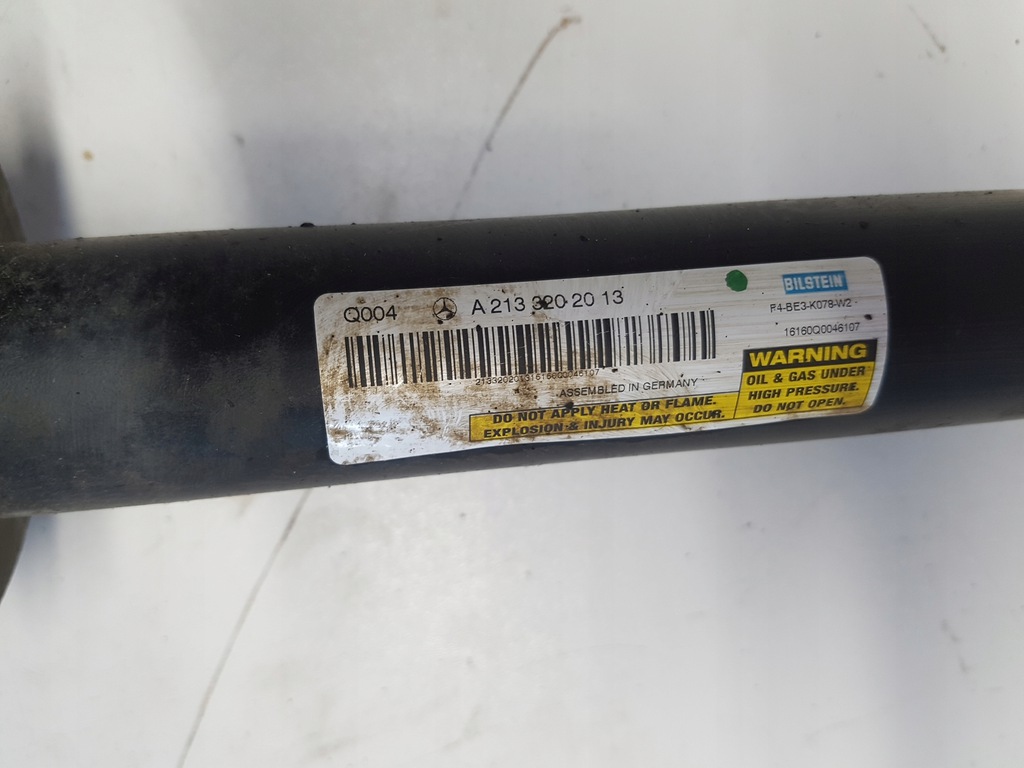 Q004 A 213 320 20 13
BILSTEIN
F4-BE3-K078-W2
16160Q0046107
213320201316160Q0046107
ASSEMBLED IN GERMANY
DO NOT APPLY HEAT OR FLAME.
EXPLOSION & INJURY MAY OCCUR.
WARNING
OIL & GAS UNDER
HIGH PRESSURE.
DO NOT OPEN.